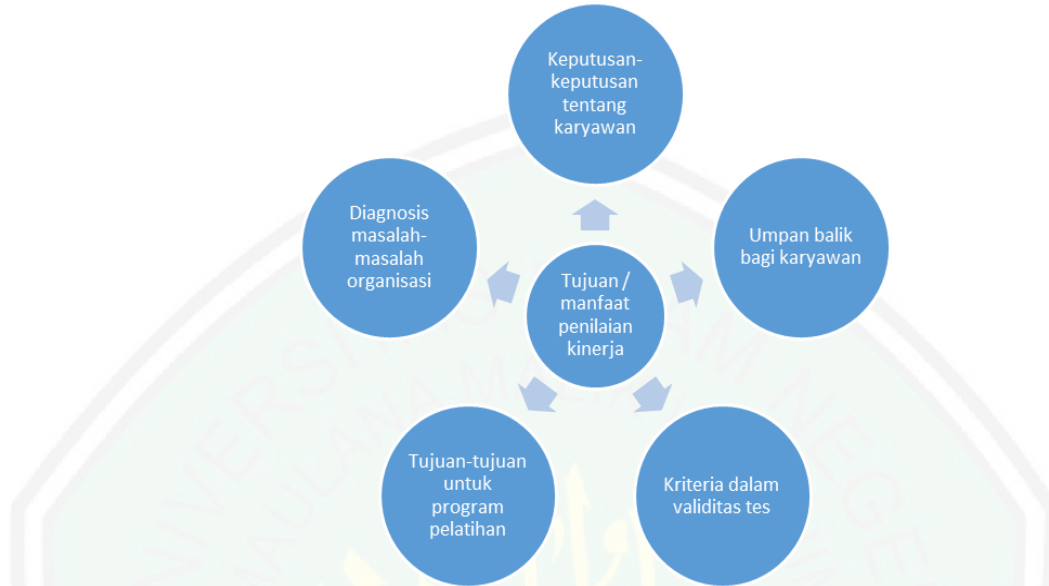 Keputusan-
keputusan
tentang
karyawan
Umpan balik
bagi karyawan
Kriteria dalam
validitas tes
Tujuan-tujuan
untuk
program
pelatihan
Diagnosis
masalah-
masalah
organisasi
Tujuan /
manfaat
penilaian
kinerja